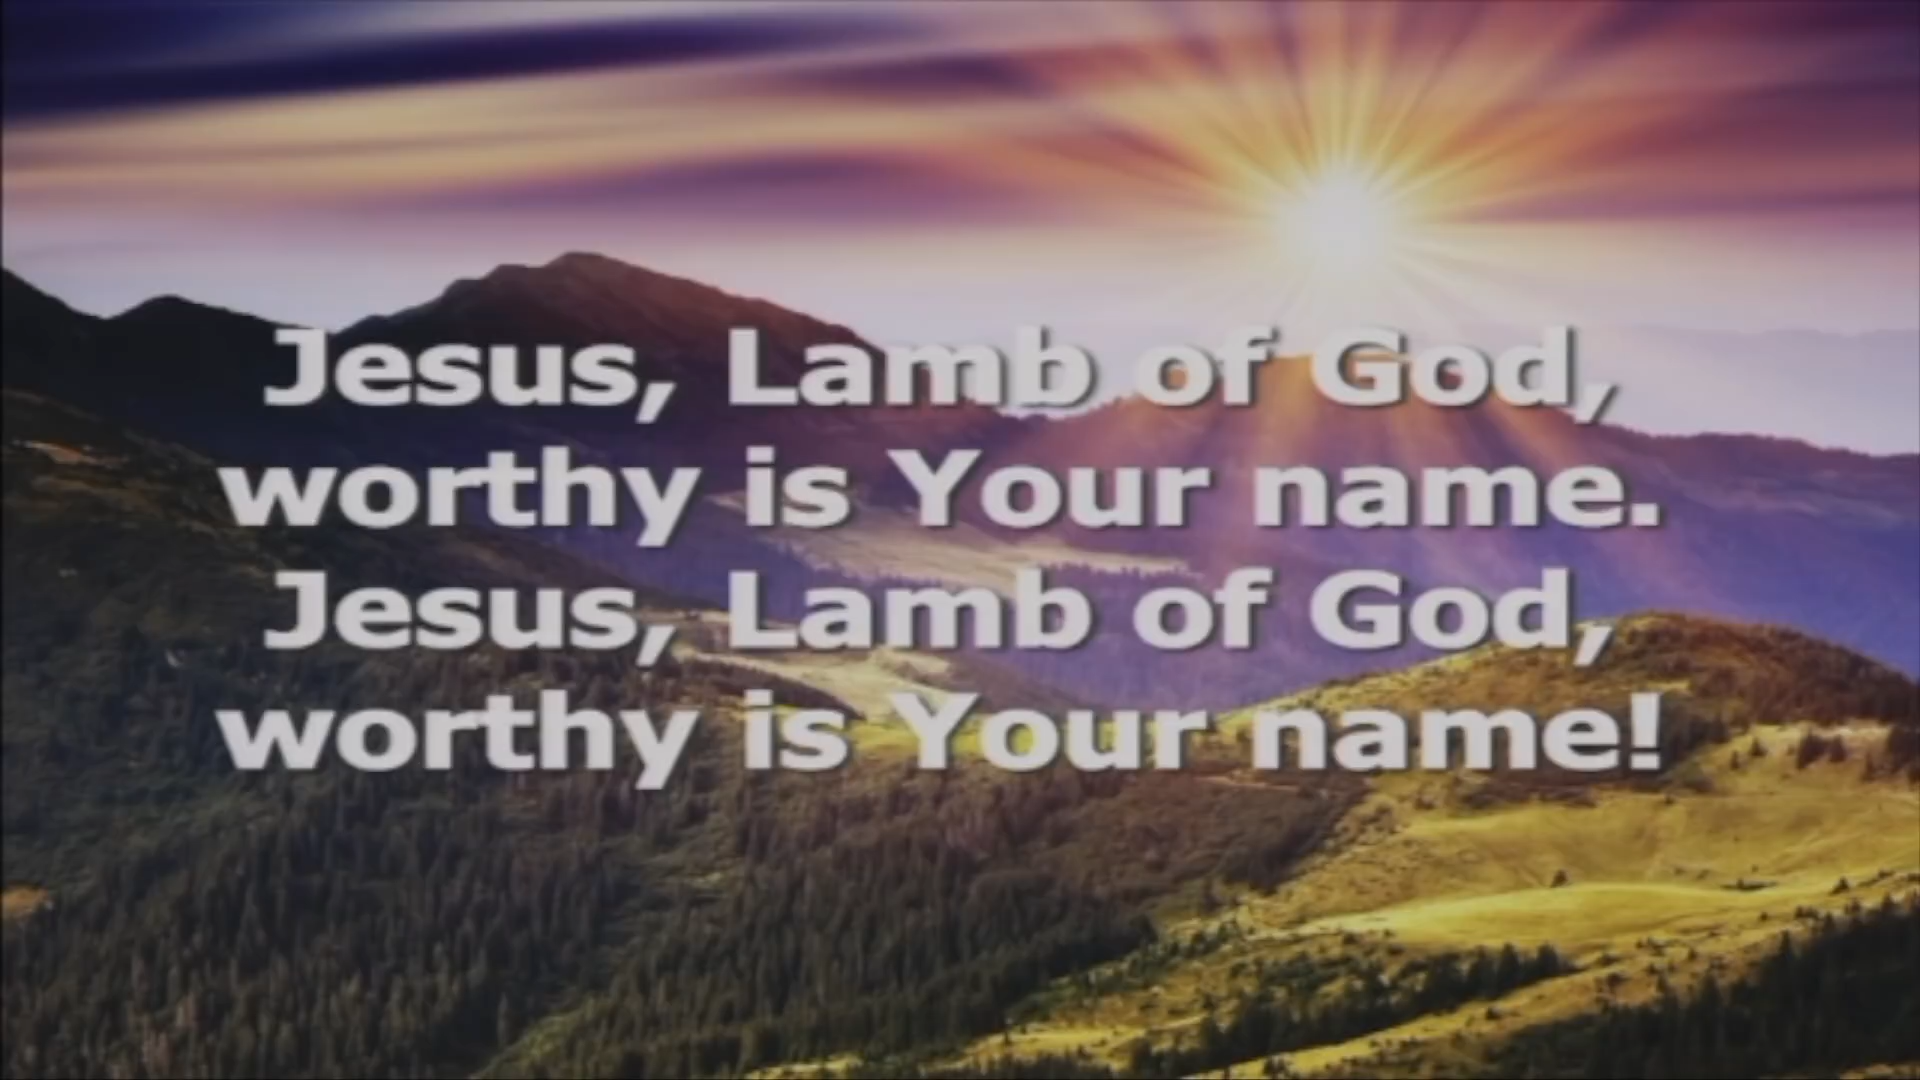 Jesus, Lamb of God,
worthy is Your name.
Jesus, Lamb of God,
worthy is Your name!